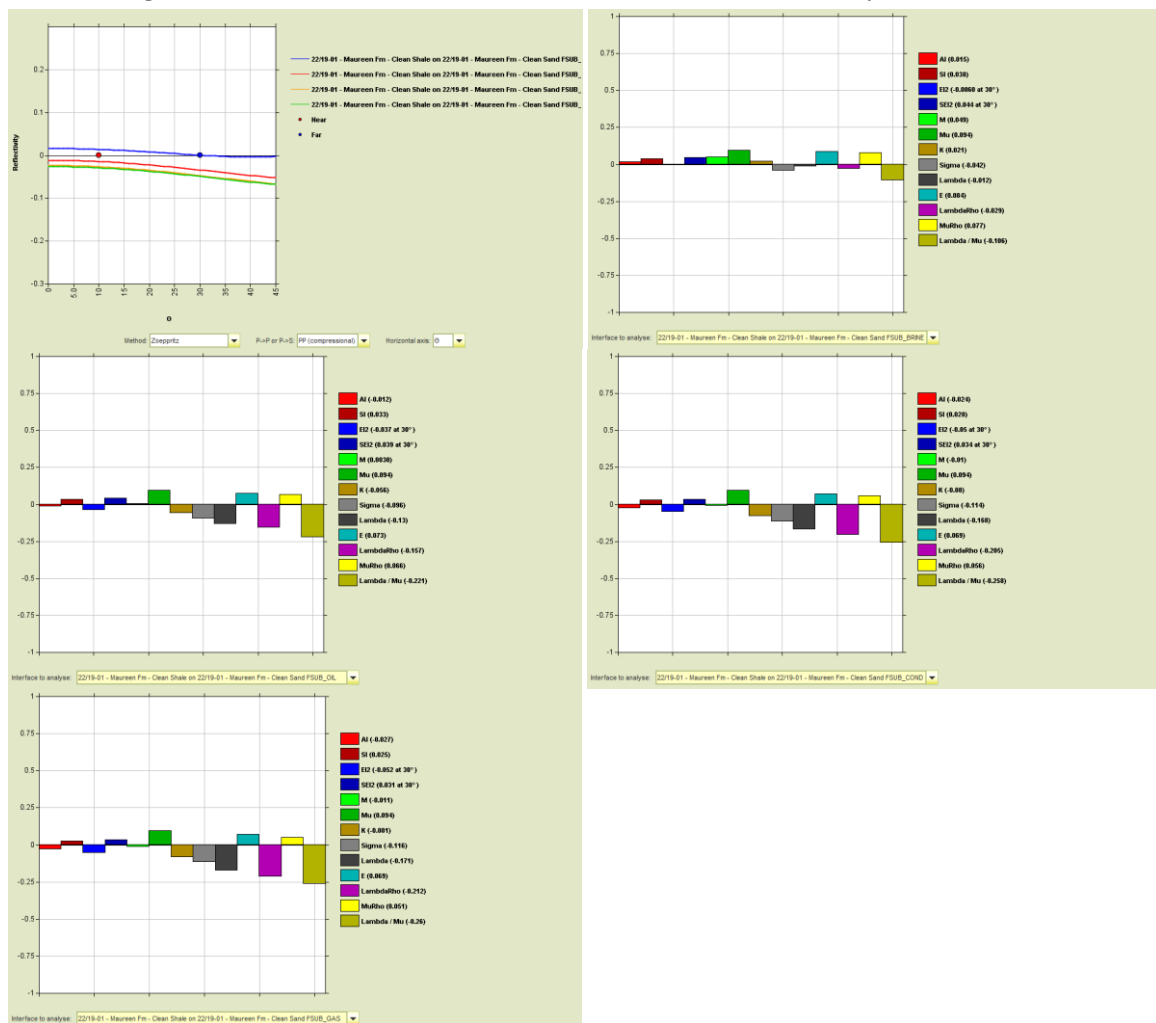 0.2
0.1
0
-0.1
-0.2
-0.3
Reflectivity
0
5.0
10
15
20
25
30
35
40
45
Θ
22/19-01 - Maureen Fm - Clean Shale on 22/19-01 - Maureen Fm - Clean Sand FSUB_
22/19-01 - Maureen Fm - Clean Shale on 22/19-01 - Maureen Fm - Clean Sand FSUB_
22/19-01 - Maureen Fm - Clean Shale on 22/19-01 - Maureen Fm - Clean Sand FSUB_
22/19-01 - Maureen Fm - Clean Shale on 22/19-01 - Maureen Fm - Clean Sand FSUB_
Near
Far
Method: Zoeppritz P->P or P->S: PP (compressional) Horizontal axis: Θ
1
0.75
0.5
0.25
0
-0.25
-0.5
-0.75
-1
AI (0.015)
SI (0.038)
EI2 (-0.0060 at 30°)
SEI2 (0.044 at 30°)
M (0.049)
Mu (0.094)
K (0.021)
Sigma (-0.042)
Lambda (-0.012)
E (0.084)
LambdaRho (-0.029)
MuRho (0.077)
Lambda / Mu (-0.106)
Interface to analyse: 22/19-01 - Maureen Fm - Clean Shale on 22/19-01 - Maureen Fm - Clean Sand FSUB_BRINE
1
0.75
0.5
0.25
0
-0.25
-0.5
-0.75
-1
AI (-0.012)
SI (0.033)
EI2 (-0.037 at 30°)
SEI2 (0.039 at 30°)
M (0.0030)
Mu (0.094)
K (-0.056)
Sigma (-0.096)
Lambda (-0.13)
E (0.073)
LambdaRho (-0.157)
MuRho (0.066)
Lambda / Mu (-0.221)
Interface to analyse: 22/19-01 - Maureen Fm - Clean Shale on 22/19-01 - Maureen Fm - Clean Sand FSUB_OIL
1
0.75
0.5
0.25
0
-0.25
-0.5
-0.75
-1
AI (-0.024)
SI (0.028)
EI2 (-0.05 at 30°)
SEI2 (0.034 at 30°)
M (-0.01)
Mu (0.094)
K (-0.08)
Sigma (-0.114)
Lambda (-0.168)
E (0.069)
LambdaRho (-0.205)
MuRho (0.056)
Lambda / Mu (-0.258)
Interface to analyse: 22/19-01 - Maureen Fm - Clean Shale on 22/19-01 - Maureen Fm - Clean Sand FSUB_COND
1
0.75
0.5
0.25
0
-0.25
-0.5
-0.75
-1
AI (-0.027)
SI (0.025)
EI2 (-0.052 at 30°)
SEI2 (0.031 at 30°)
M (-0.011)
Mu (0.094)
K (-0.081)
Sigma (-0.116)
Lambda (-0.171)
E (0.069)
LambdaRho (-0.212)
MuRho (0.051)
Lambda / Mu (-0.26)
Interface to analyse: 22/19-01 - Maureen Fm - Clean Shale on 22/19-01 - Maureen Fm - Clean Sand FSUB_GAS